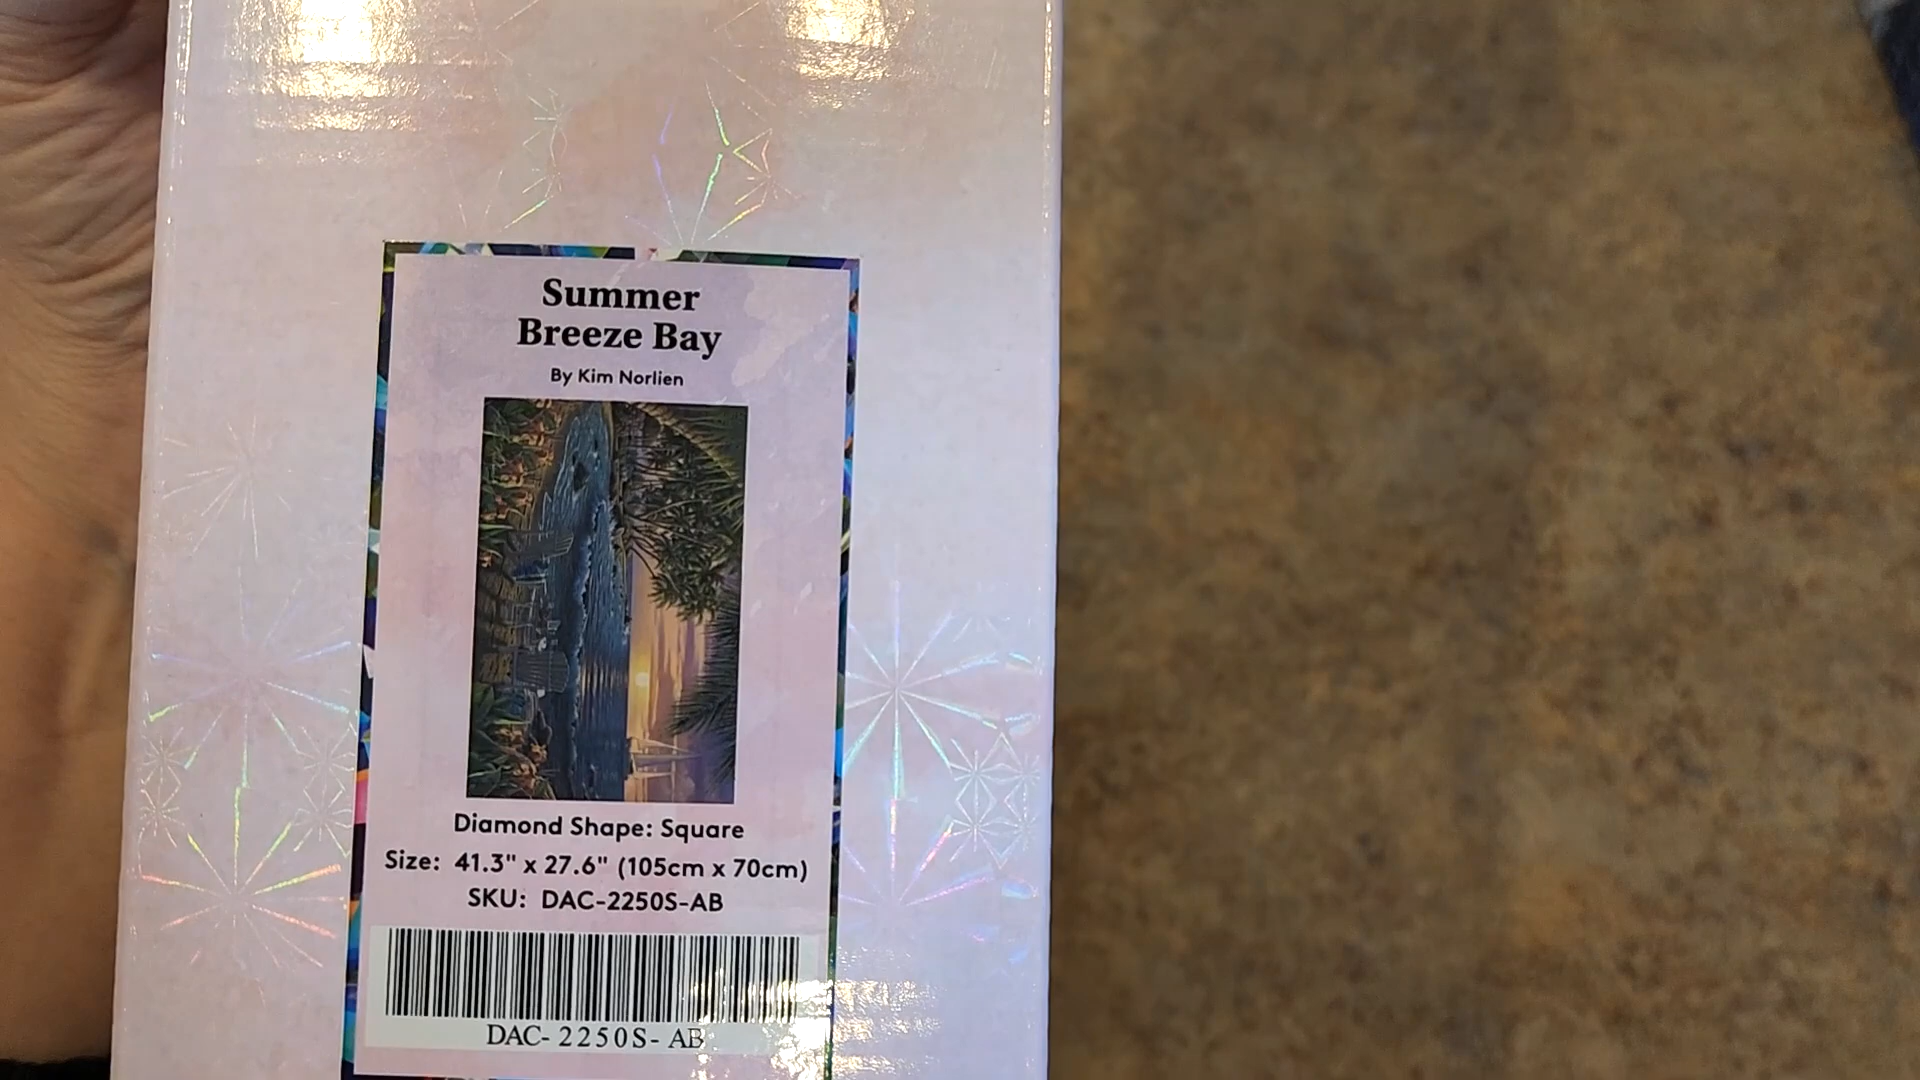 Summer
Breeze Bay
By Kim Norlien
Diamond Shape: Square
Size: 41.3" x 27.6" (105cm x 70cm)
SKU: DAC-2250S-AB
DAC- 2250S- AB